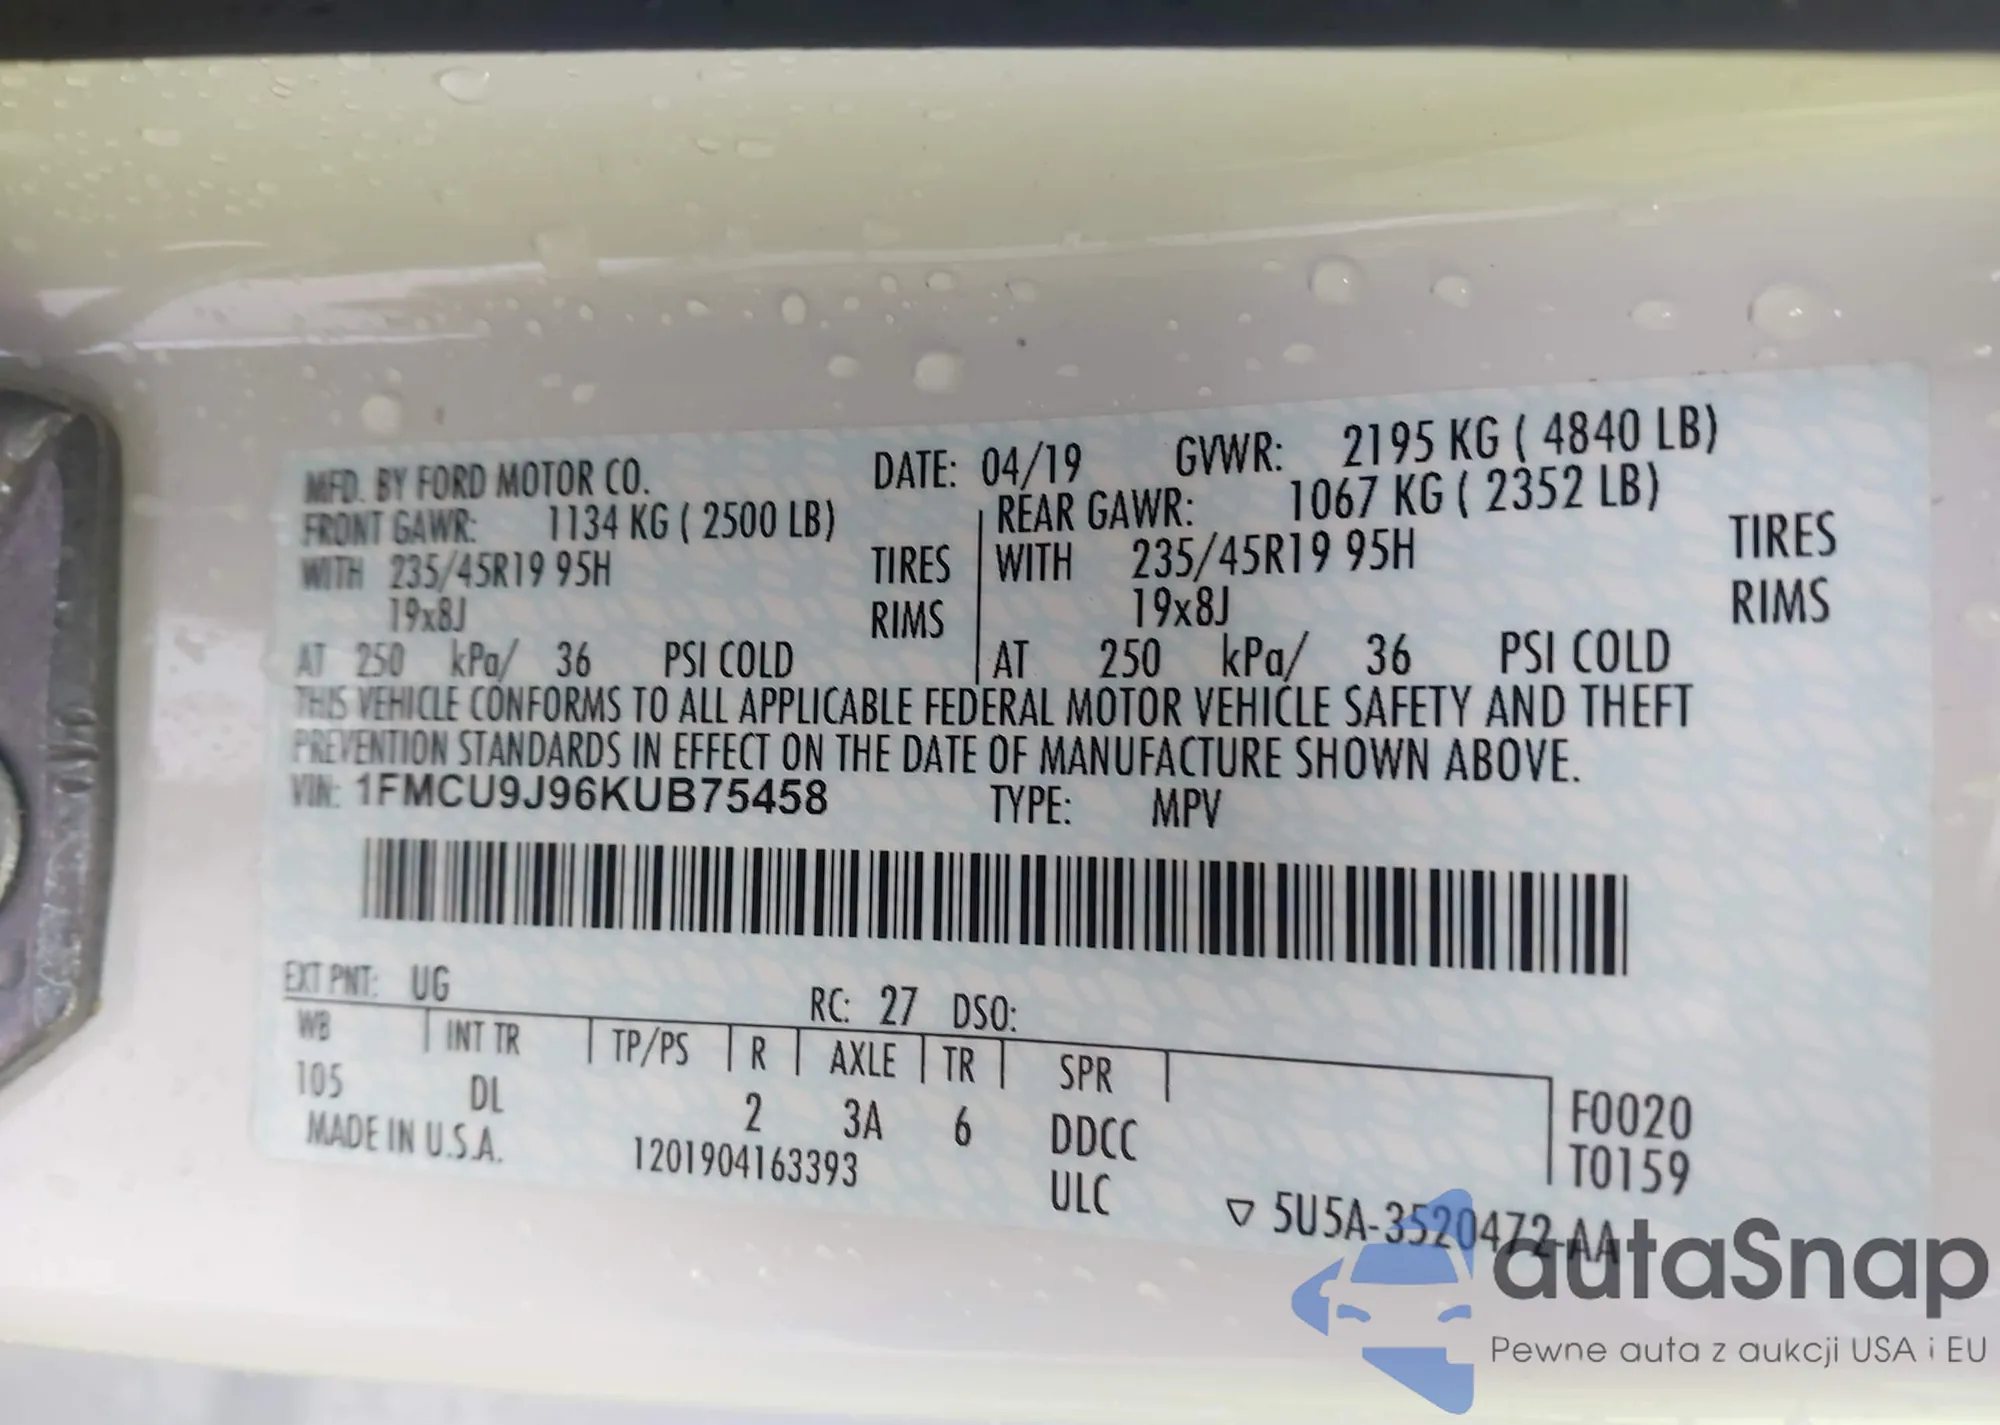 MFD. BY FORD MOTOR CO. DATE: 04/19 GVWR: 2195 KG ( 4840 LB)
FRONT GAWR: 1134 KG ( 2500 LB) REAR GAWR: 1067 KG ( 2352 LB)
WITH 235/45R19 95H TIRES WITH 235/45R19 95H TIRES
19x8J RIMS 19x8J RIMS
AT 250 kPa/ 36 PSI COLD AT 250 kPa/ 36 PSI COLD
THIS VEHICLE CONFORMS TO ALL APPLICABLE FEDERAL MOTOR VEHICLE SAFETY AND THEFT
PREVENTION STANDARDS IN EFFECT ON THE DATE OF MANUFACTURE SHOWN ABOVE.
VIN: 1FMCU9J96KUB75458 TYPE: MPV
EXT PNT: UG RC: 27 DSO:
WB INT TR TP/PS R AXLE TR SPR
105 DL 2 3A 6 DDCC F0020
MADE IN U.S.A. 1201904163393 ULC T0159
▽ 5U5A-3520472-AA
autaSnap
Pewne auta z aukcji USA i EU